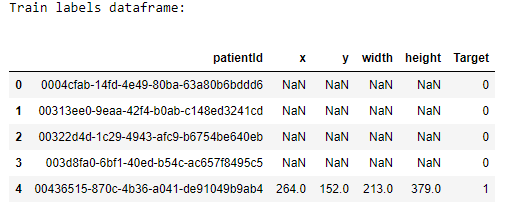 Train labels dataframe:
patientId x y width height Target
0 0004cfab-14fd-4e49-80ba-63a80b6bddd6 NaN NaN NaN NaN 0
1 00313ee0-9eaa-42f4-b0ab-c148ed3241cd NaN NaN NaN NaN 0
2 00322d4d-1c29-4943-afc9-b6754be640eb NaN NaN NaN NaN 0
3 003d8fa0-6bf1-40ed-b54c-ac657f8495c5 NaN NaN NaN NaN 0
4 00436515-870c-4b36-a041-de91049b9ab4 264.0 152.0 213.0 379.0 1